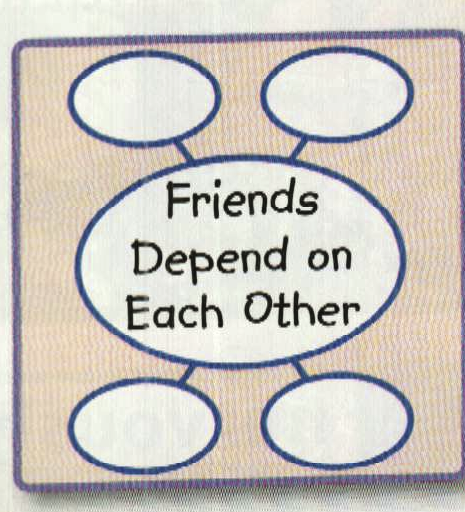 Friends
Depend on
Each Other